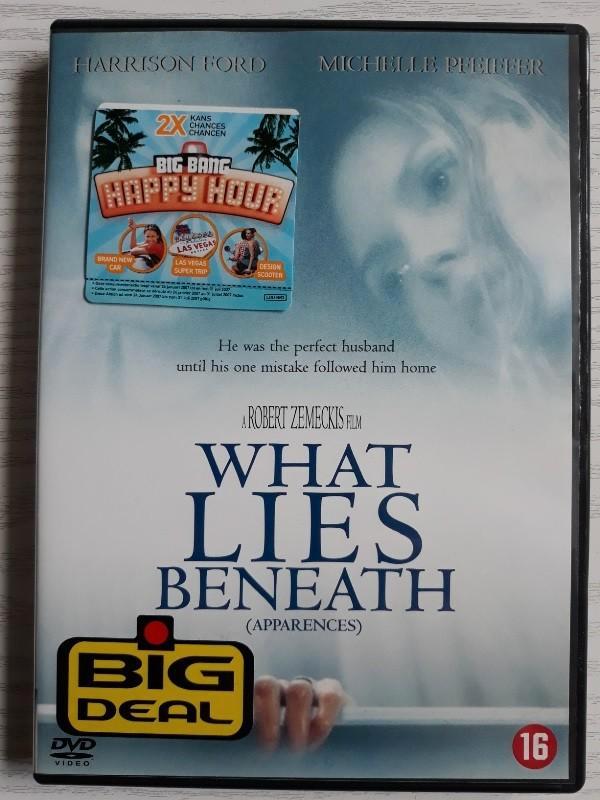 HARRISON FORD MICHELLE PFEIFFER
2X KANS
CHANCES
CHANCEN
BIG BANG
HAPPY HOUR
BRAND NEW
CAR
LAS VEGAS
LAS VEGAS
SUPER TRIP
DESIGN
SCOOTER
He was the perfect husband
until his one mistake followed him home
A ROBERT ZEMECKIS FILM
WHAT
LIES
BENEATH
(APPARENCES)
BIG
DEAL
DVD
VIDEO
16